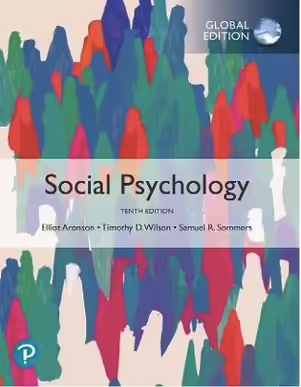 GLOBAL
EDITION
Social Psychology
TENTH EDITION
Elliot Aronson • Timothy D. Wilson • Samuel R. Sommers
P